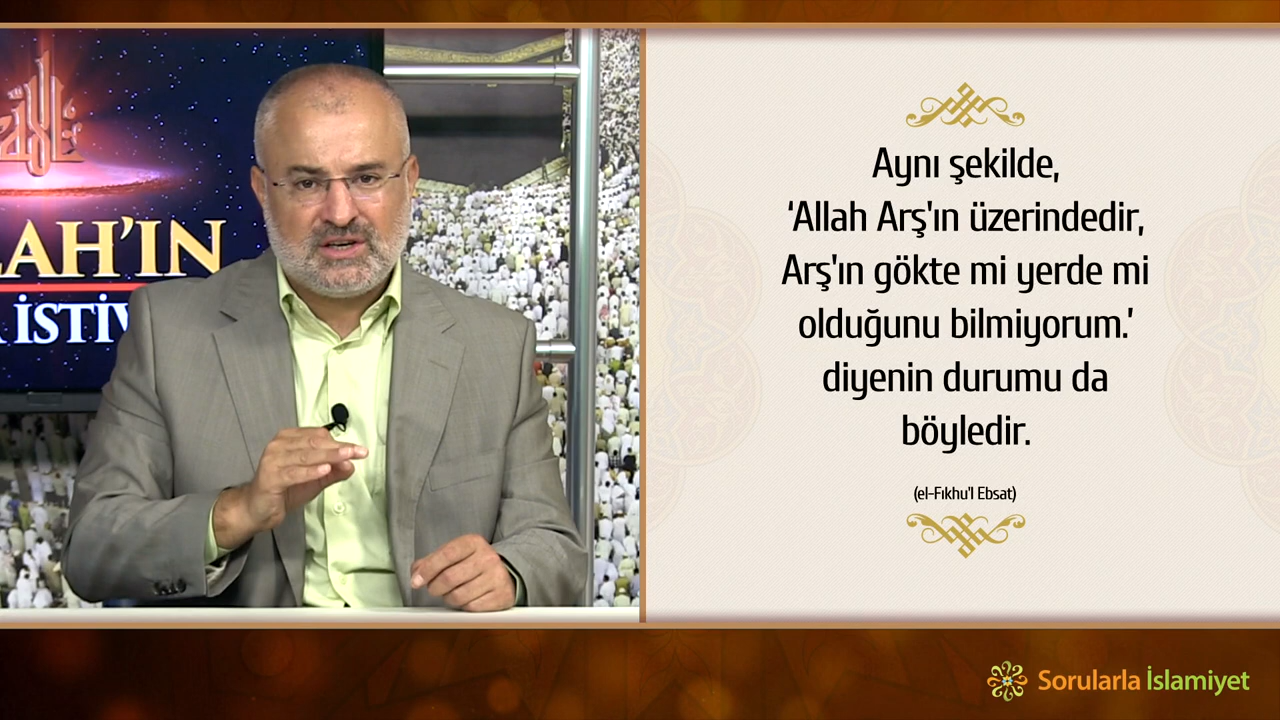 LAH'IN
İSTİV
Aynı şekilde,
‘Allah Arş'ın üzerindedir,
Arş'ın gökte mi yerde mi
olduğunu bilmiyorum.’
diyenin durumu da
böyledir.
(el-Fıkhu'l Ebsat)
Sorularla İslamiyet